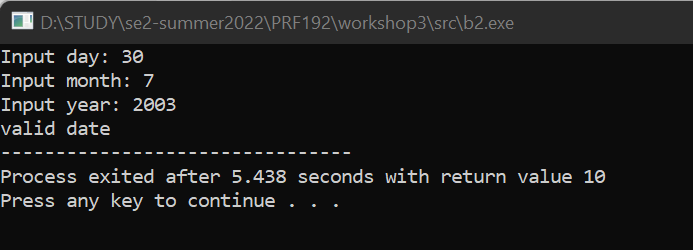 D:\STUDY\se2-summer2022\PRF192\workshop3\src\b2.exe
Input day: 30
Input month: 7
Input year: 2003
valid date
--------------------------------
Process exited after 5.438 seconds with return value 10
Press any key to continue . . .